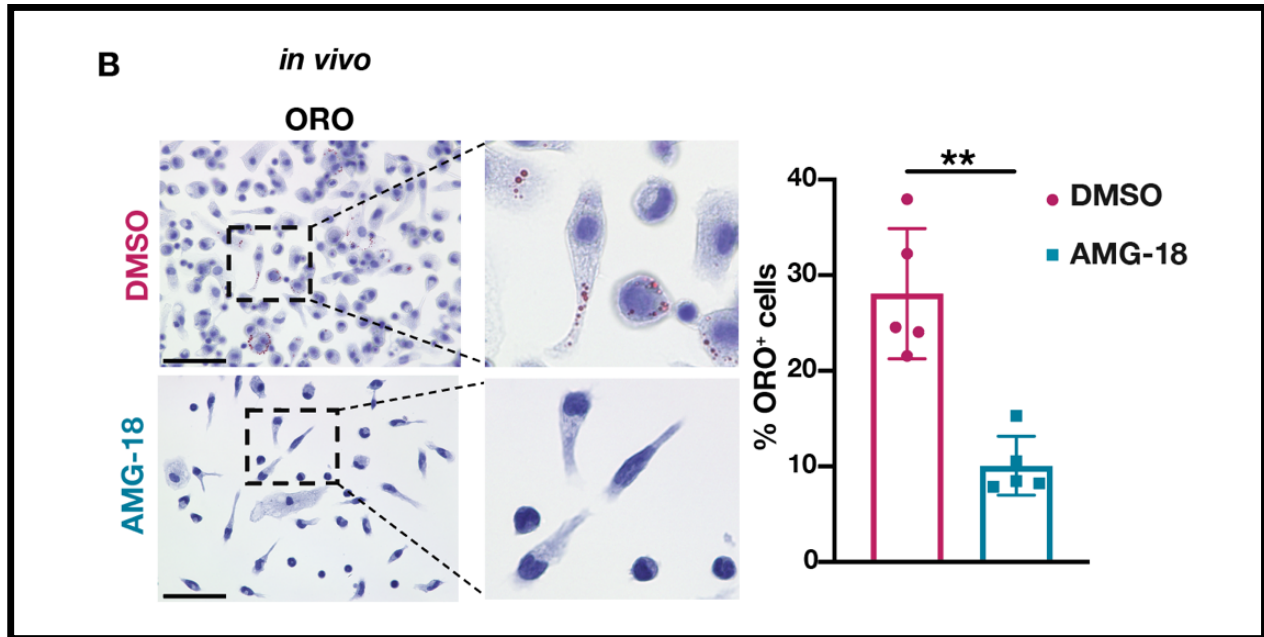 B
in vivo
ORO
DMSO
AMG-18
% ORO+ cells
40
30
20
10
0
**
DMSO
AMG-18